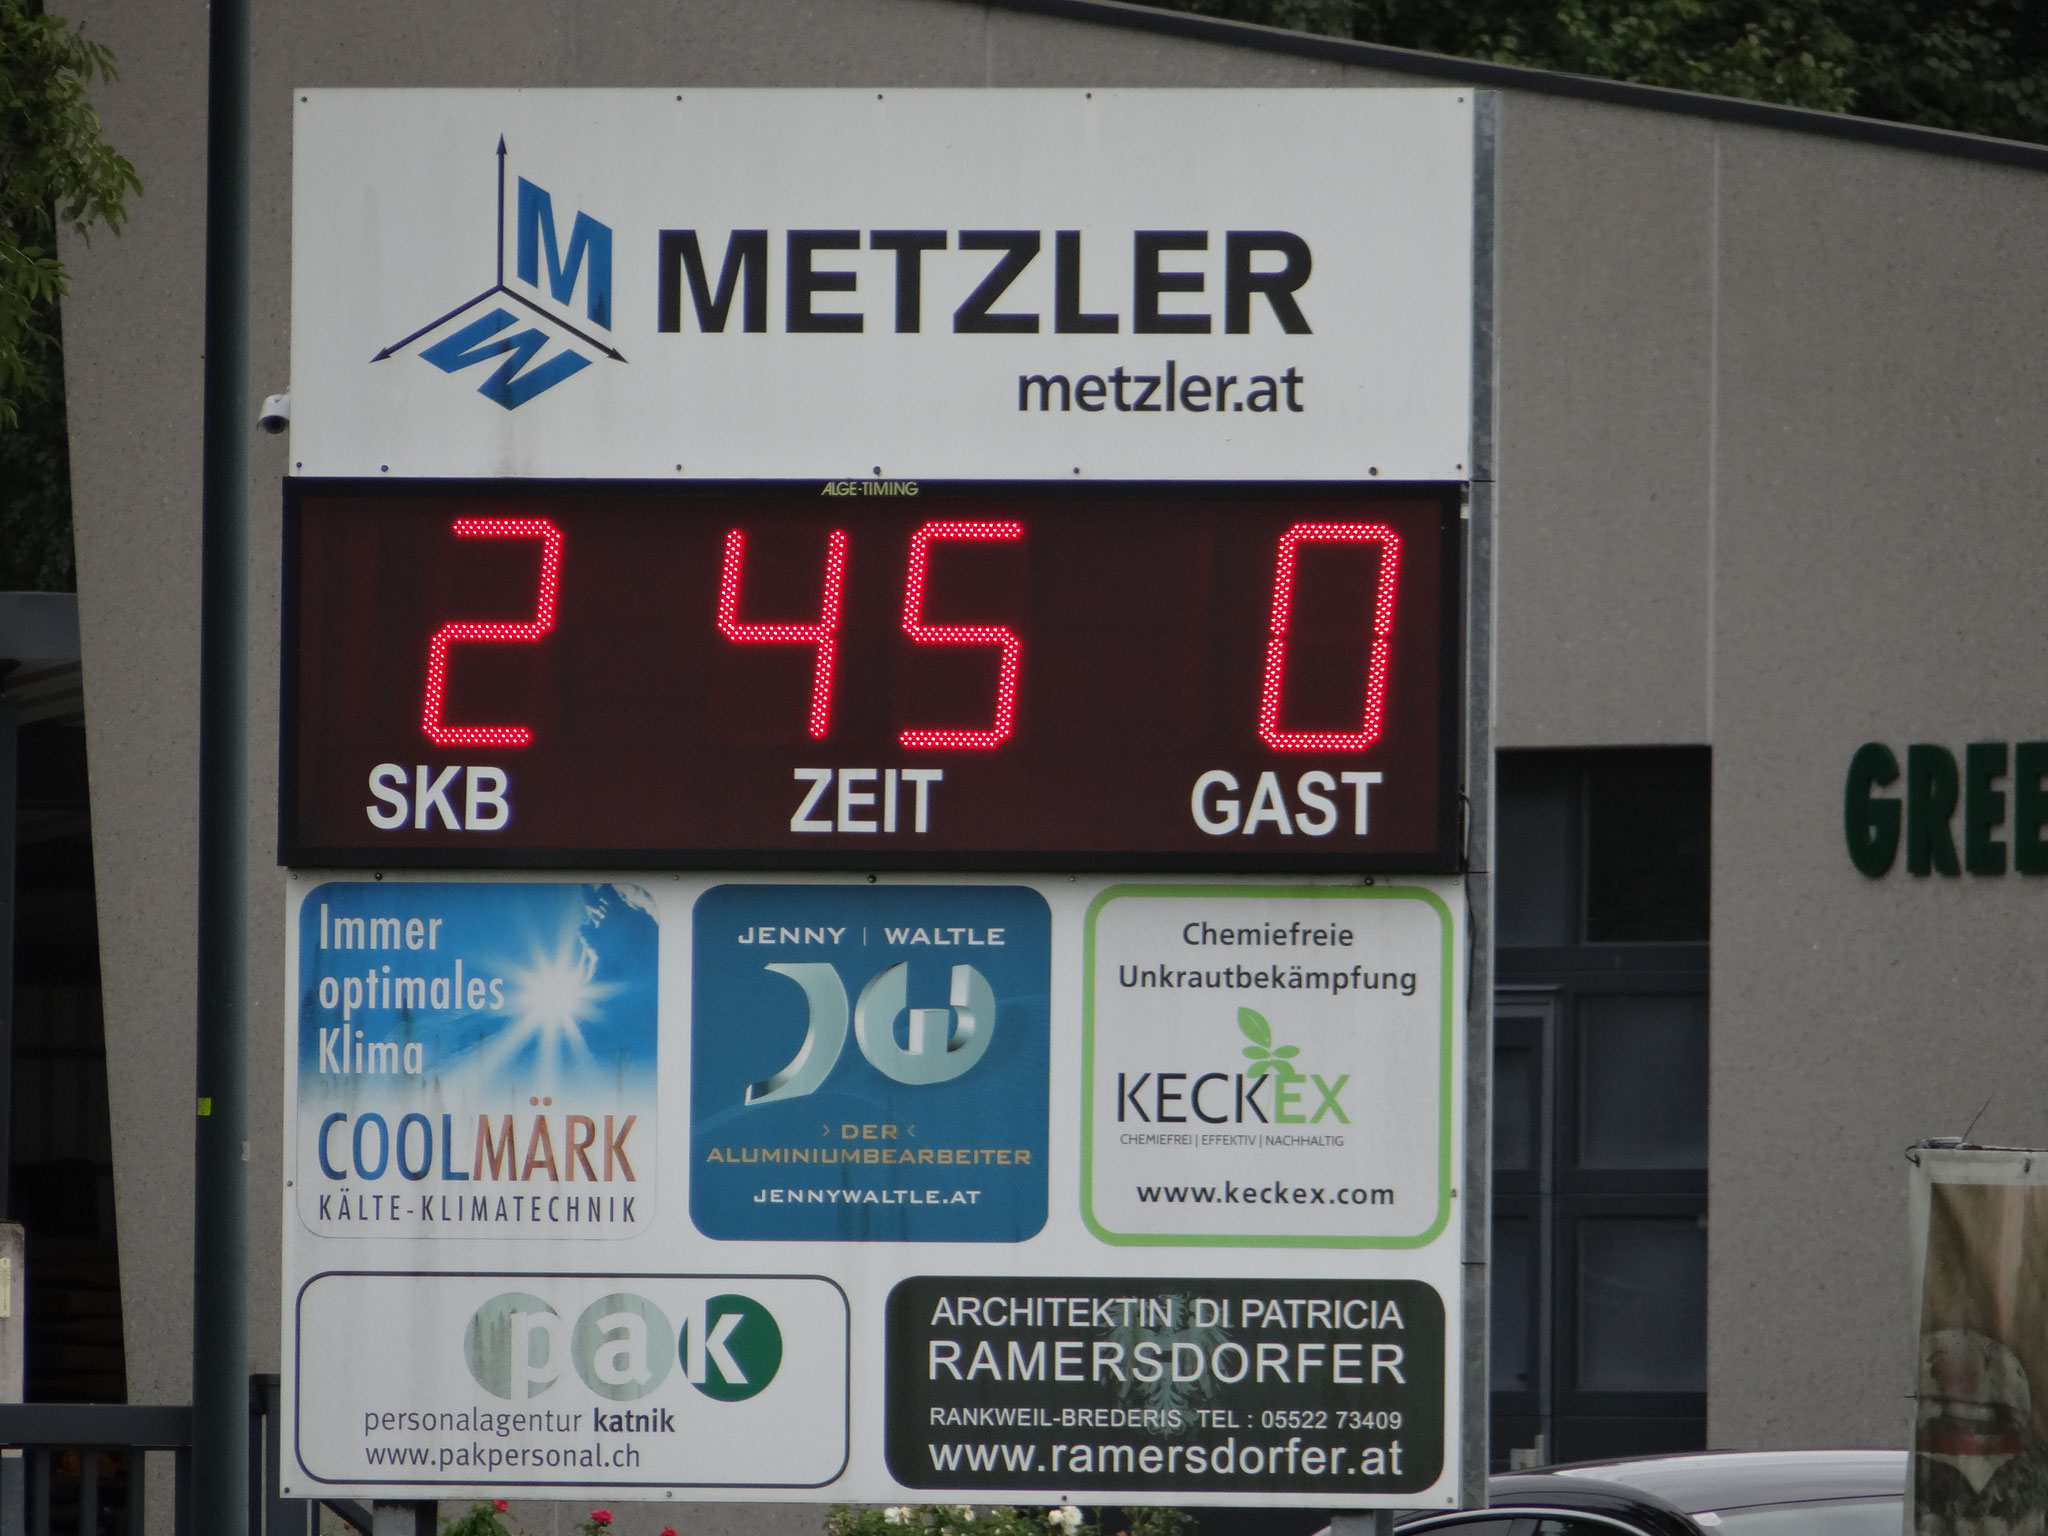 M
W
METZLER
metzler.at
ALGE-TIMING
2 45 0
SKB ZEIT GAST
GREE
Immer
optimales
Klima
COOLMÄRK
KÄLTE-KLIMATECHNIK
JENNY | WALTLE
JW
› DER ‹
ALUMINIUMBEARBEITER
JENNYWALTLE.AT
Chemiefreie
Unkrautbekämpfung
KECKEX
CHEMIEFREI | EFFEKTIV | NACHHALTIG
www.keckex.com
pak
personalagentur katnik
www.pakpersonal.ch
ARCHITEKTIN DI PATRICIA
RAMERSDORFER
RANKWEIL-BREDERIS TEL : 05522 73409
www.ramersdorfer.at